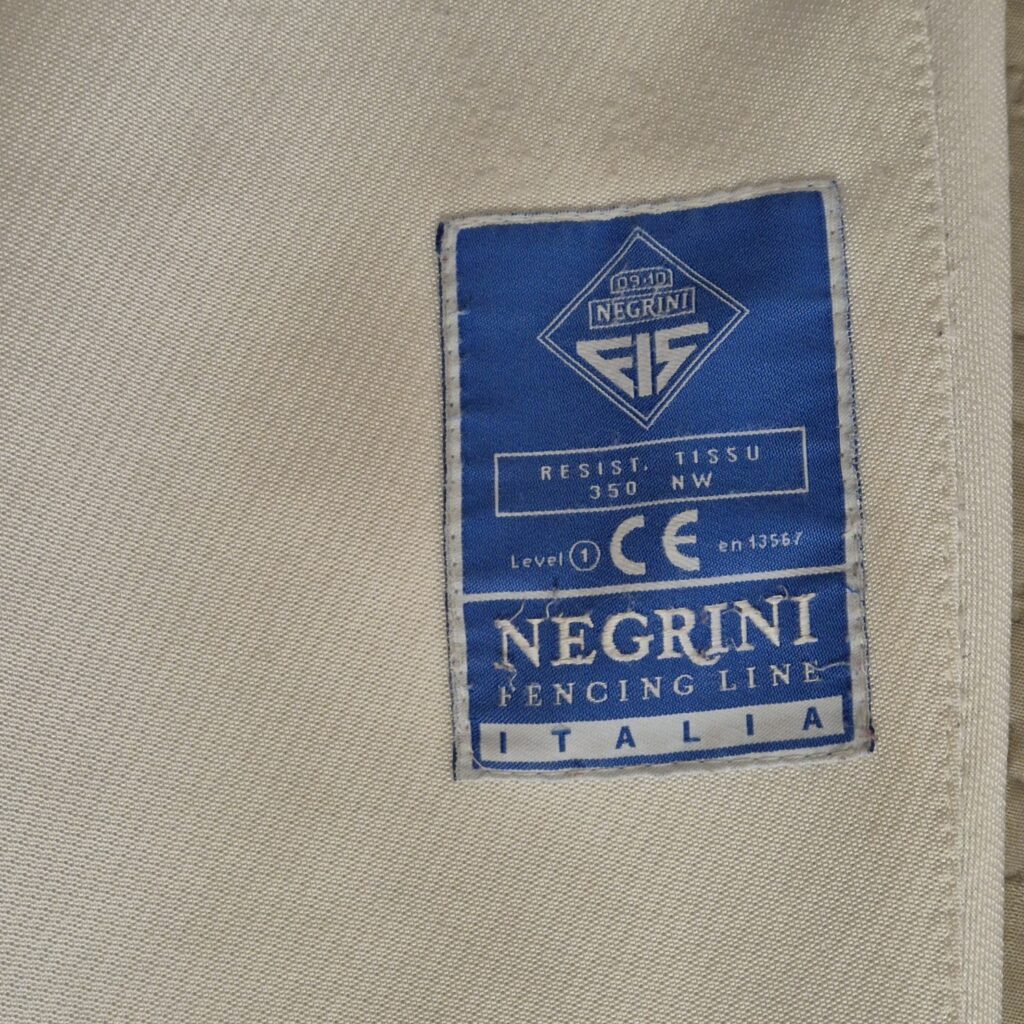 09·10
NEGRINI
FIS
RESIST. TISSU
350 NW
Level 1 CE en 13567
NEGRINI
FENCING LINE
ITALIA